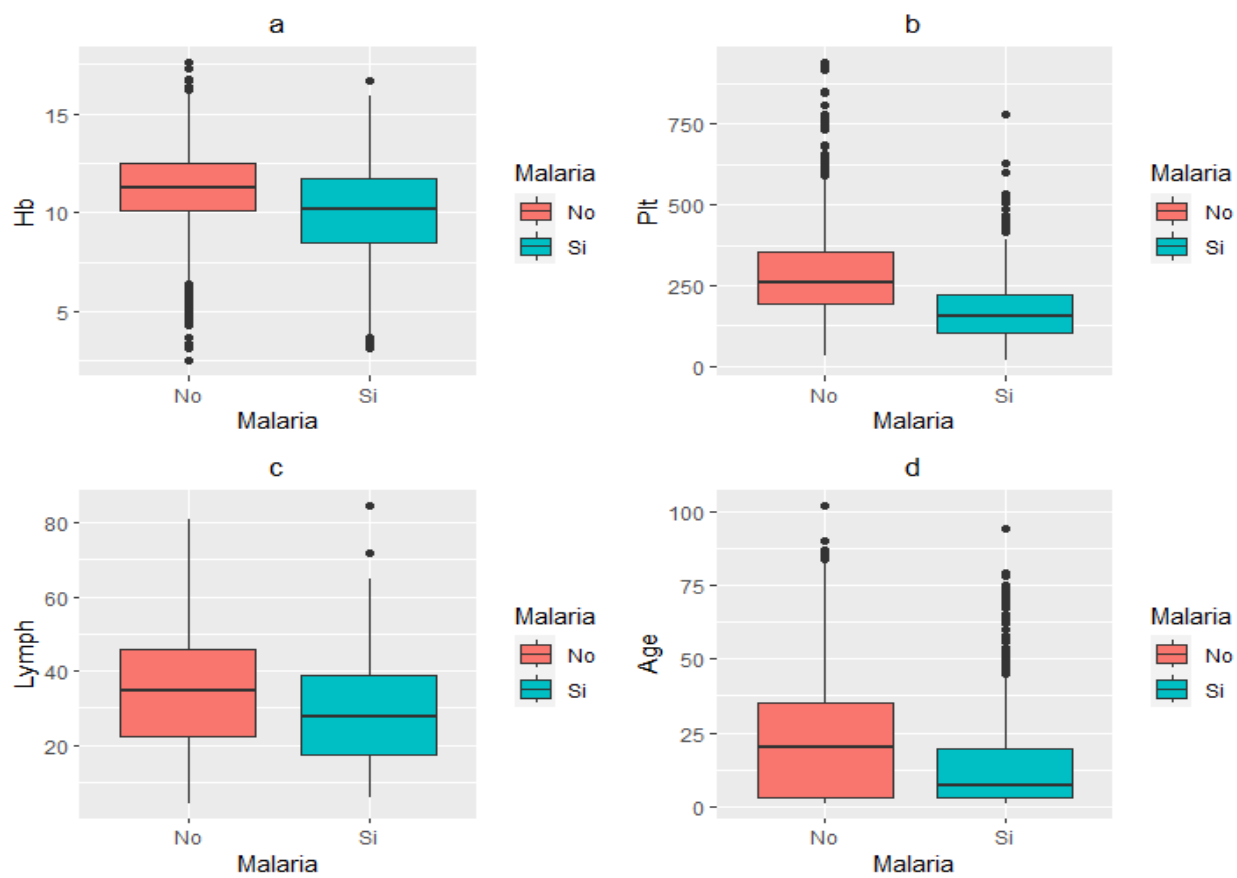 a
Hb
15
10
5
No
Si
Malaria
Malaria
No
Si
b
Plt
750
500
250
0
No
Si
Malaria
Malaria
No
Si
c
Lymph
80
60
40
20
No
Si
Malaria
Malaria
No
Si
d
Age
100
75
50
25
0
No
Si
Malaria
Malaria
No
Si